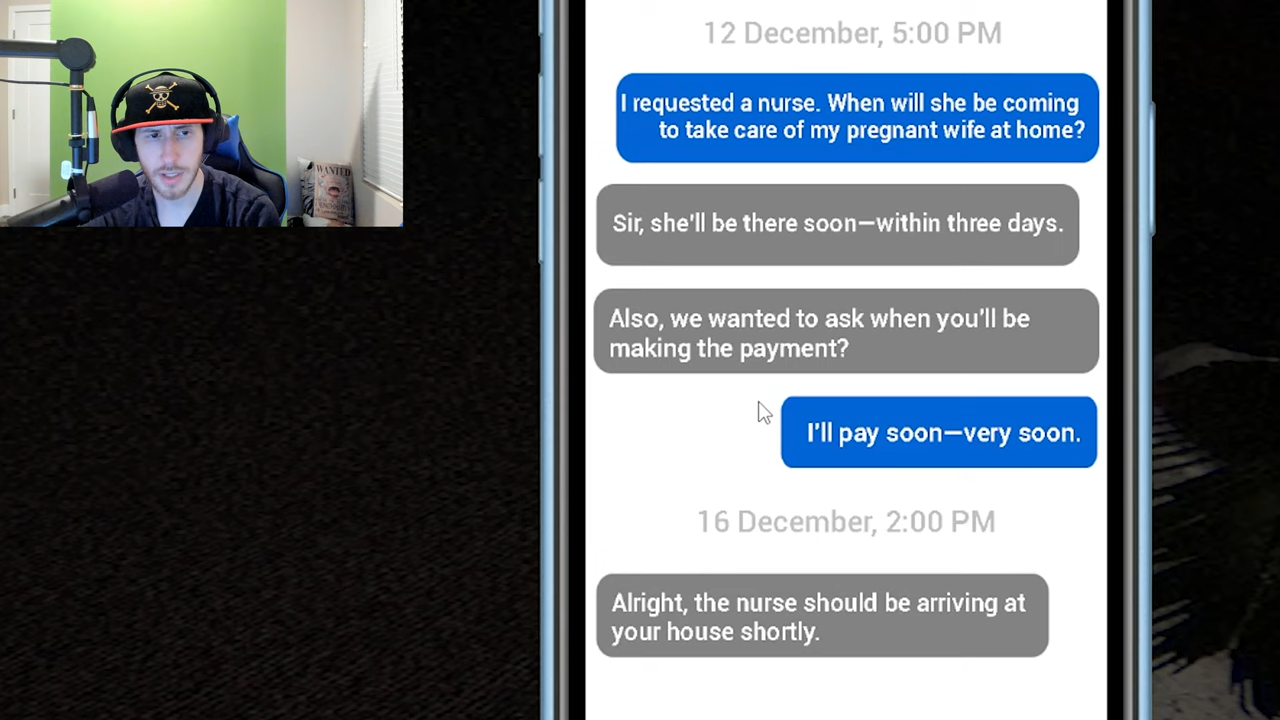 12 December, 5:00 PM
I requested a nurse. When will she be coming
to take care of my pregnant wife at home?
Sir, she'll be there soon—within three days.
Also, we wanted to ask when you'll be
making the payment?
I'll pay soon—very soon.
16 December, 2:00 PM
Alright, the nurse should be arriving at
your house shortly.
WANTED